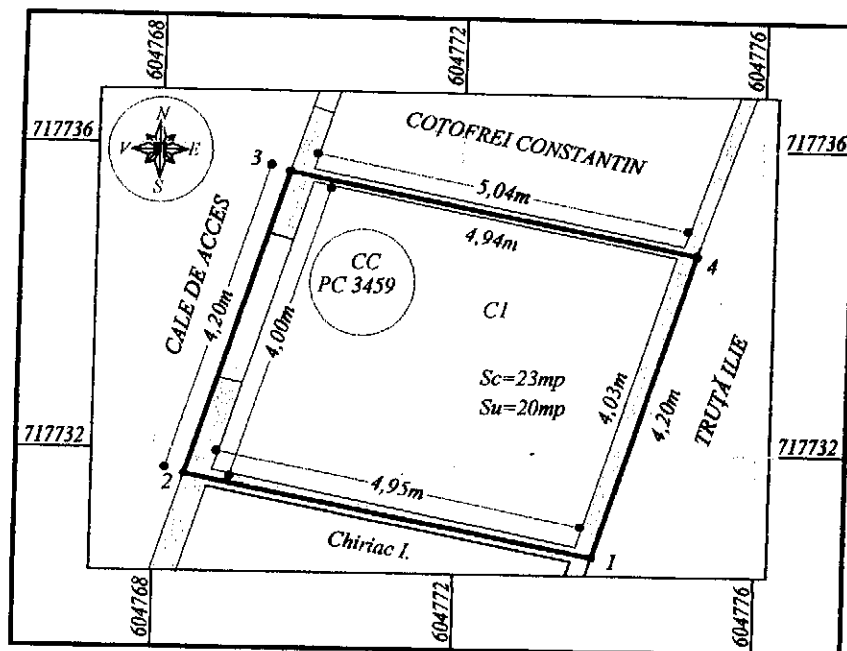 604768
604772
604776
717736
717736
N
V
E
S
3
COȚOFREI CONSTANTIN
5,04m
4,94m
4
CALE DE ACCES
4,20m
4,00m
CC
PC 3459
C1
Sc=23mp
Su=20mp
4,03m
4,20m
TRUȚĂ ILIE
717732
717732
2
4,95m
Chiriac I.
1
604768
604772
604776